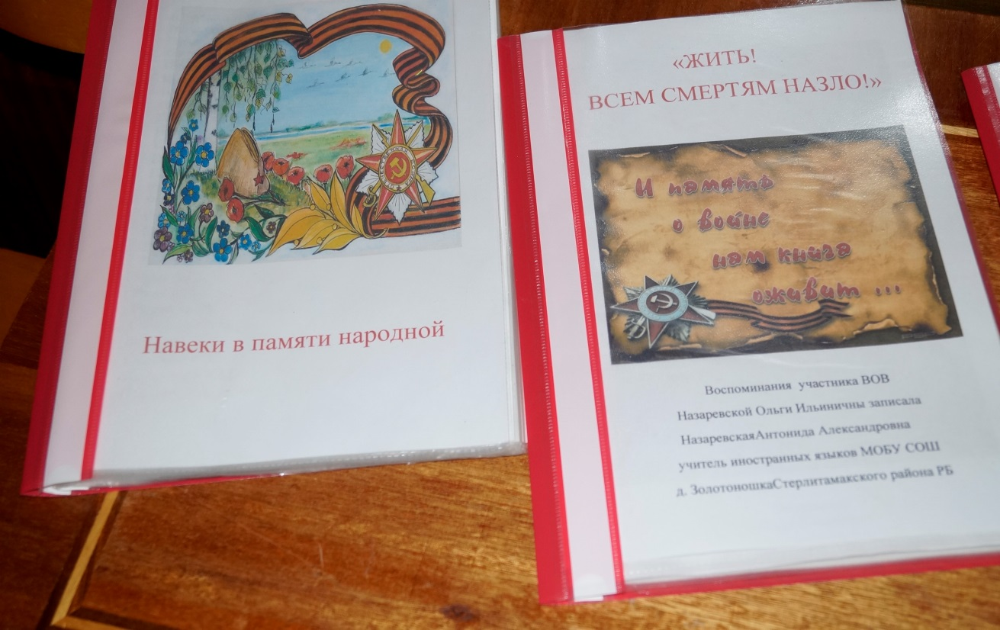 Навеки в памяти народной
«ЖИТЬ!
ВСЕМ СМЕРТЯМ НАЗЛО!»
И память
о войне
нам книга
оживит ...
Воспоминания участника ВОВ
Назаревской Ольги Ильиничны записала
НазаревскаяАнтонида Александровна
учитель иностранных языков МОБУ СОШ
д. ЗолотоношкаСтерлитамакского района РБ